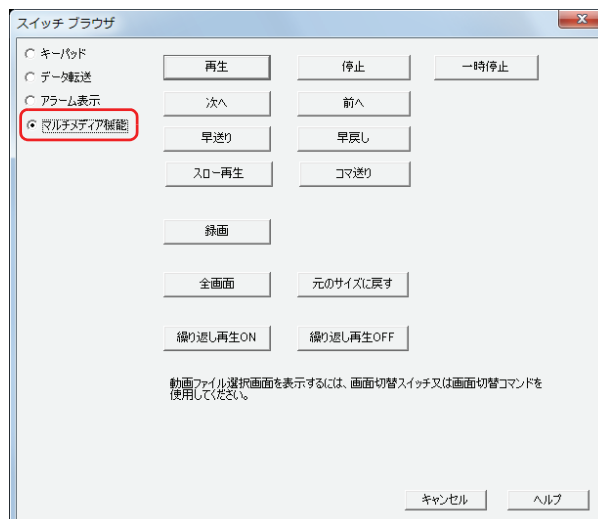 スイッチ ブラウザ
キーパッド
データ転送
アラーム表示
マルチメディア機能
再生 停止 一時停止
次へ 前へ
早送り 早戻し
スロー再生 コマ送り
録画
全画面 元のサイズに戻す
繰り返し再生ON 繰り返し再生OFF
動画ファイル選択画面を表示するには、画面切替スイッチ又は画面切替コマンドを
使用してください。
キャンセル ヘルプ